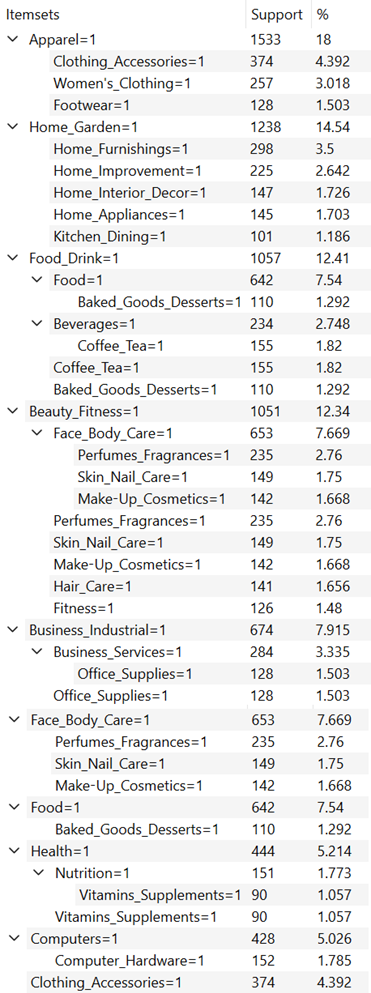 Itemsets Support %
Apparel=1 1533 18
Clothing_Accessories=1 374 4.392
Women's_Clothing=1 257 3.018
Footwear=1 128 1.503
Home_Garden=1 1238 14.54
Home_Furnishings=1 298 3.5
Home_Improvement=1 225 2.642
Home_Interior_Decor=1 147 1.726
Home_Appliances=1 145 1.703
Kitchen_Dining=1 101 1.186
Food_Drink=1 1057 12.41
Food=1 642 7.54
Baked_Goods_Desserts=1 110 1.292
Beverages=1 234 2.748
Coffee_Tea=1 155 1.82
Coffee_Tea=1 155 1.82
Baked_Goods_Desserts=1 110 1.292
Beauty_Fitness=1 1051 12.34
Face_Body_Care=1 653 7.669
Perfumes_Fragrances=1 235 2.76
Skin_Nail_Care=1 149 1.75
Make-Up_Cosmetics=1 142 1.668
Perfumes_Fragrances=1 235 2.76
Skin_Nail_Care=1 149 1.75
Make-Up_Cosmetics=1 142 1.668
Hair_Care=1 141 1.656
Fitness=1 126 1.48
Business_Industrial=1 674 7.915
Business_Services=1 284 3.335
Office_Supplies=1 128 1.503
Office_Supplies=1 128 1.503
Face_Body_Care=1 653 7.669
Perfumes_Fragrances=1 235 2.76
Skin_Nail_Care=1 149 1.75
Make-Up_Cosmetics=1 142 1.668
Food=1 642 7.54
Baked_Goods_Desserts=1 110 1.292
Health=1 444 5.214
Nutrition=1 151 1.773
Vitamins_Supplements=1 90 1.057
Vitamins_Supplements=1 90 1.057
Computers=1 428 5.026
Computer_Hardware=1 152 1.785
Clothing_Accessories=1 374 4.392